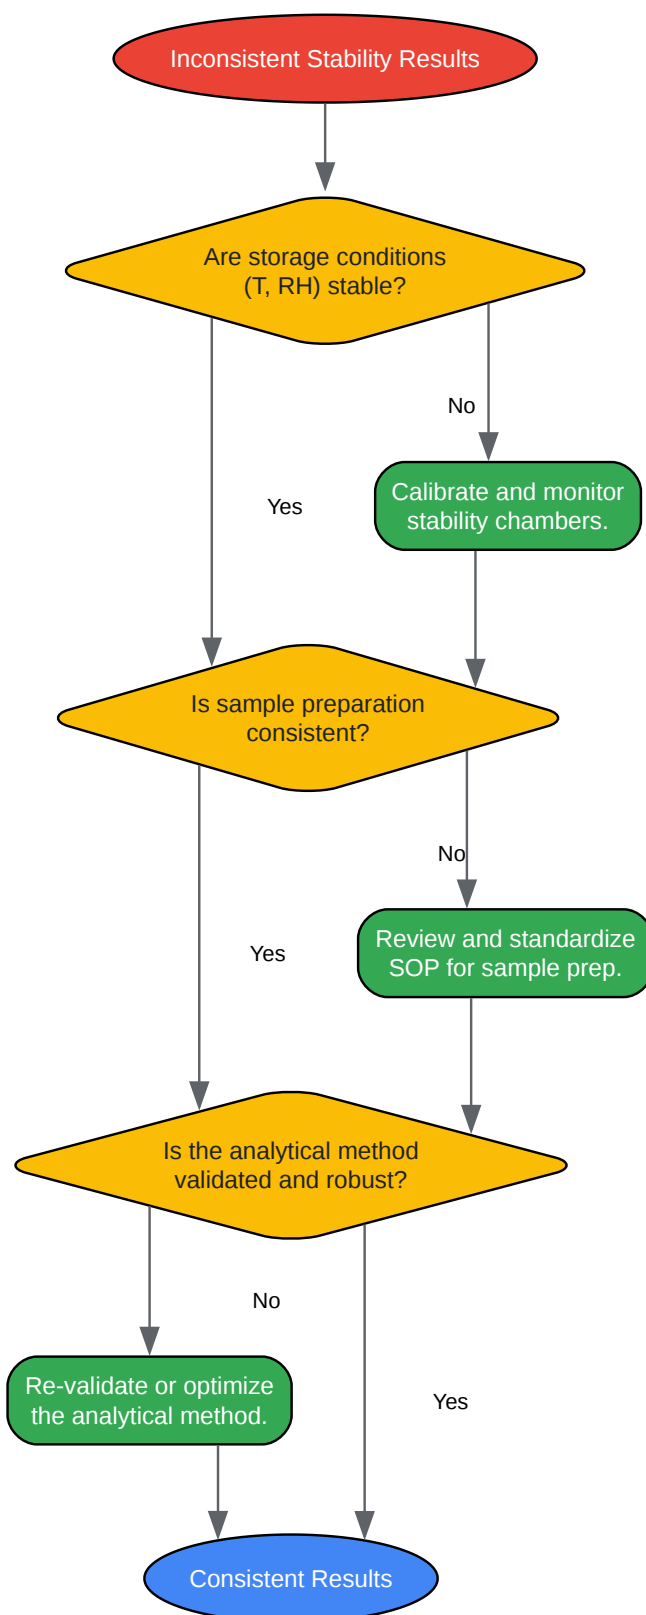 Inconsistent Stability Results
Are storage conditions
(T, RH) stable?
No
Calibrate and monitor
stability chambers.
Yes
Is sample preparation
consistent?
No
Review and standardize
SOP for sample prep.
Yes
Is the analytical method
validated and robust?
No
Re-validate or optimize
the analytical method.
Yes
Consistent Results